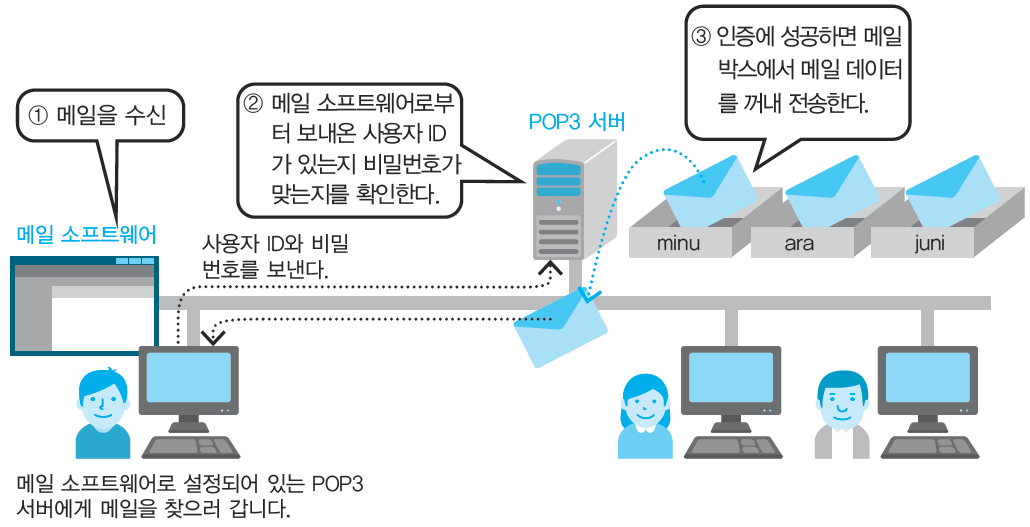 ① 메일을 수신
② 메일 소프트웨어로부
터 보내온 사용자 ID
가 있는지 비밀번호가
맞는지를 확인한다.
③ 인증에 성공하면 메일
박스에서 메일 데이터
를 꺼내 전송한다.
POP3 서버
메일 소프트웨어
사용자 ID와 비밀
번호를 보낸다.
minu
ara
juni
메일 소프트웨어로 설정되어 있는 POP3
서버에게 메일을 찾으러 갑니다.